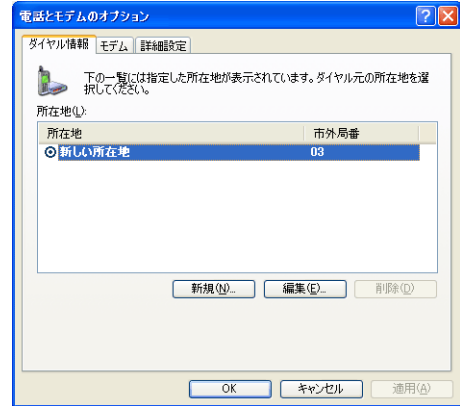 電話とモデムのオプション
ダイヤル情報 モデム 詳細設定
下の一覧には指定した所在地が表示されています。ダイヤル元の所在地を選
択してください。
所在地(L):
所在地 市外局番
新しい所在地 03
新規(N)... 編集(E)... 削除(D)
OK キャンセル 適用(A)